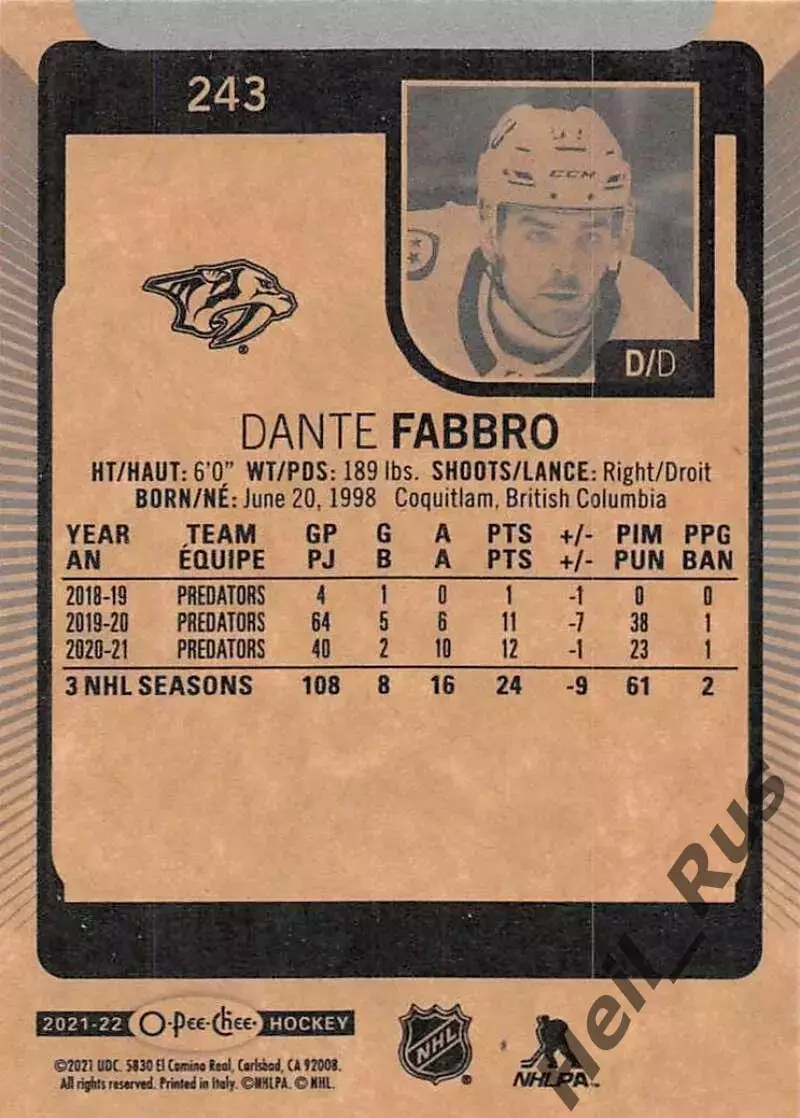 243
CCM
D/D
DANTE FABBRO
HT/HAUT: 6'0" WT/PDS: 189 lbs. SHOOTS/LANCE: Right/Droit
BORN/NÉ: June 20, 1998 Coquitlam, British Columbia
YEAR TEAM GP G A PTS +/- PIM PPG
AN ÉQUIPE PJ B A PTS +/- PUN BAN
2018-19 PREDATORS 4 1 0 1 -1 0 0
2019-20 PREDATORS 64 5 6 11 -7 38 1
2020-21 PREDATORS 40 2 10 12 -1 23 1
3 NHL SEASONS 108 8 16 24 -9 61 2
2021-22 O-Pee-Chee HOCKEY
©2021 UDC. 5830 El Camino Real, Carlsbad, CA 92008.
All rights reserved. Printed in Italy. ©NHLPA. © NHL.
NHL
NHLPA
Heil_Rus